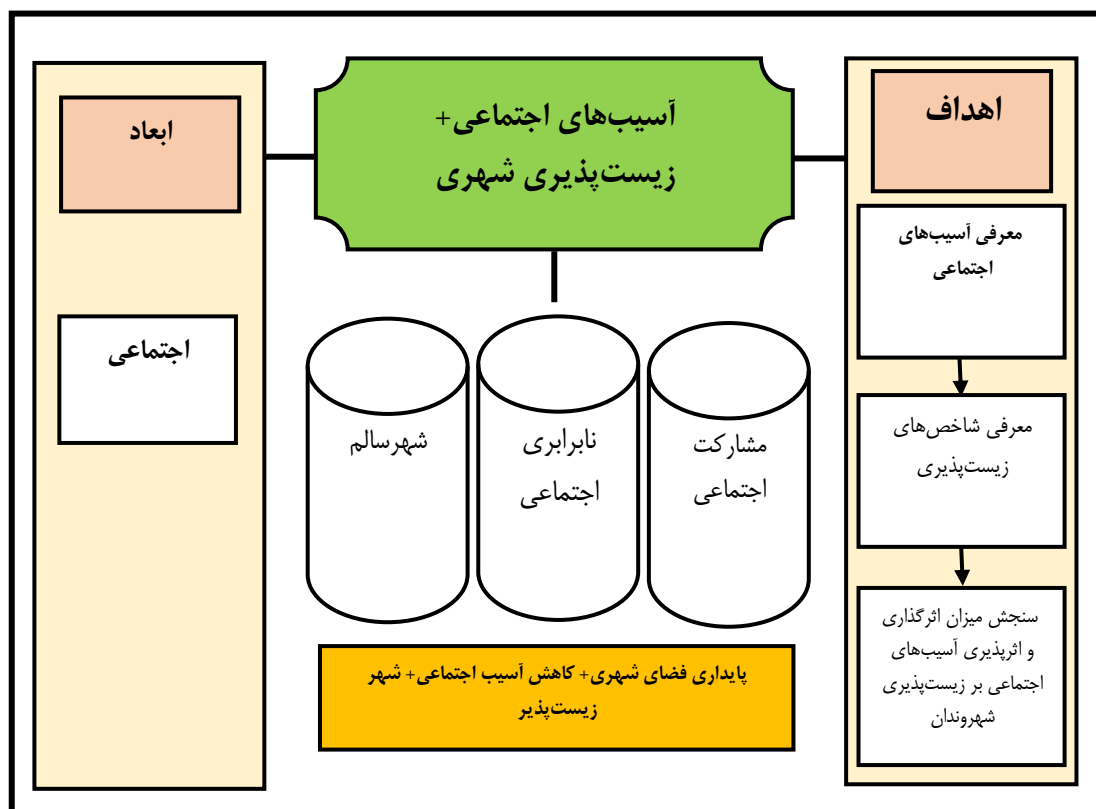 اهداف
معرفی آسیب‌های
اجتماعی
معرفی شاخص‌های
زیست‌پذیری
سنجش میزان اثرگذاری
و اثرپذیری آسیب‌های
اجتماعی بر زیست‌پذیری
شهروندان
آسیب‌های اجتماعی+
زیست‌پذیری شهری
مشارکت
اجتماعی
نابرابری
اجتماعی
شهرسالم
پایداری فضای شهری+ کاهش آسیب اجتماعی+ شهر
زیست‌پذیر
ابعاد
اجتماعی